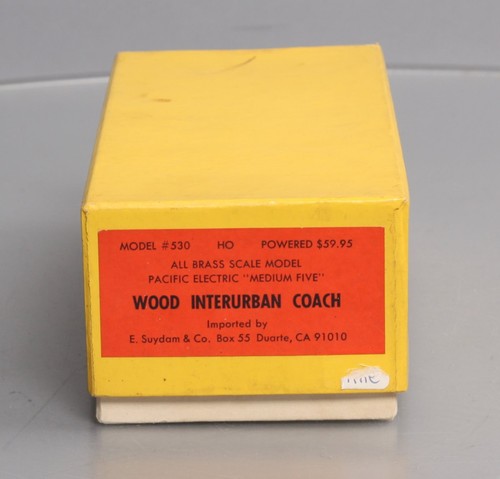 MODEL #530 HO POWERED $59.95
ALL BRASS SCALE MODEL
PACIFIC ELECTRIC "MEDIUM FIVE"
WOOD INTERURBAN COACH
Imported by
E. Suydam & Co. Box 55 Duarte, CA 91010